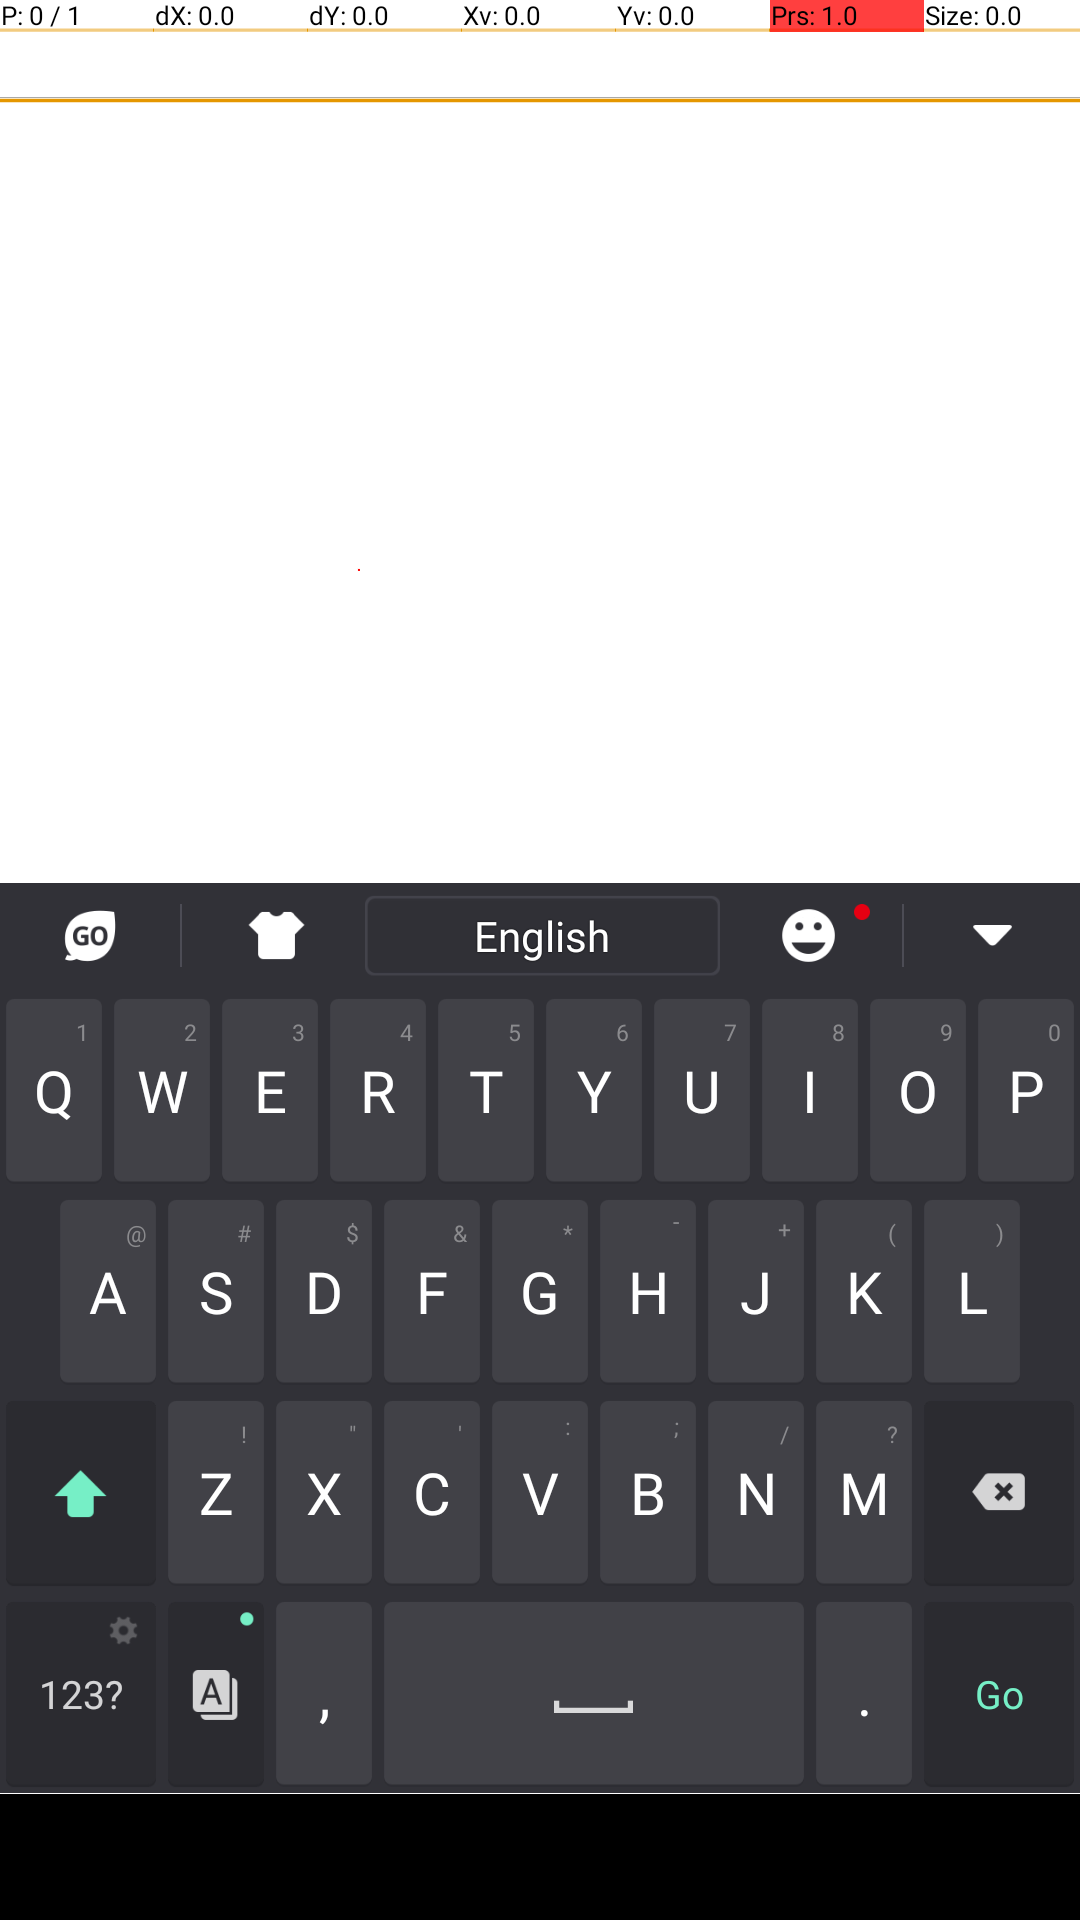 P: 0 / 1 dX: 0.0 dY: 0.0 Xv: 0.0 Yv: 0.0 Prs: 1.0 Size: 0.0
GO English
1 2 3 4 5 6 7 8 9 0
Q W E R T Y U I O P
@ # $ & * - + ( )
A S D F G H J K L
! " ' : ; / ?
Z X C V B N M
123? A , . Go